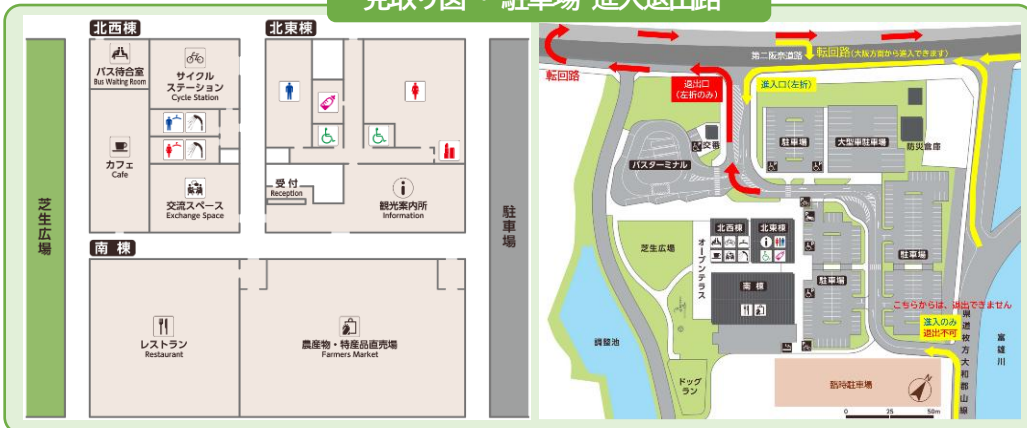 見取り図・駐車場 進入退出路
北西棟
バス待合室
Bus Waiting Room
サイクル
ステーション
Cycle Station
カフェ
Cafe
交流スペース
Exchange Space
北東棟
受付
Reception
観光案内所
Information
芝生広場
駐車場
南棟
レストラン
Restaurant
農産物・特産品直売場
Farmers Market
第二阪奈道路
転回路(大阪方面から進入できます)
転回路
退出口
(左折のみ)
進入口(左折)
バスターミナル
交番
駐車場
大型車駐車場
防災倉庫
芝生広場
オープンテラス
北西棟
北東棟
南棟
駐車場
駐車場
こちらからは、退出できません
進入のみ
退出不可
県道枚方大和郡山線
富雄川
調整池
ドッグ
ラン
臨時駐車場
0 25 50m